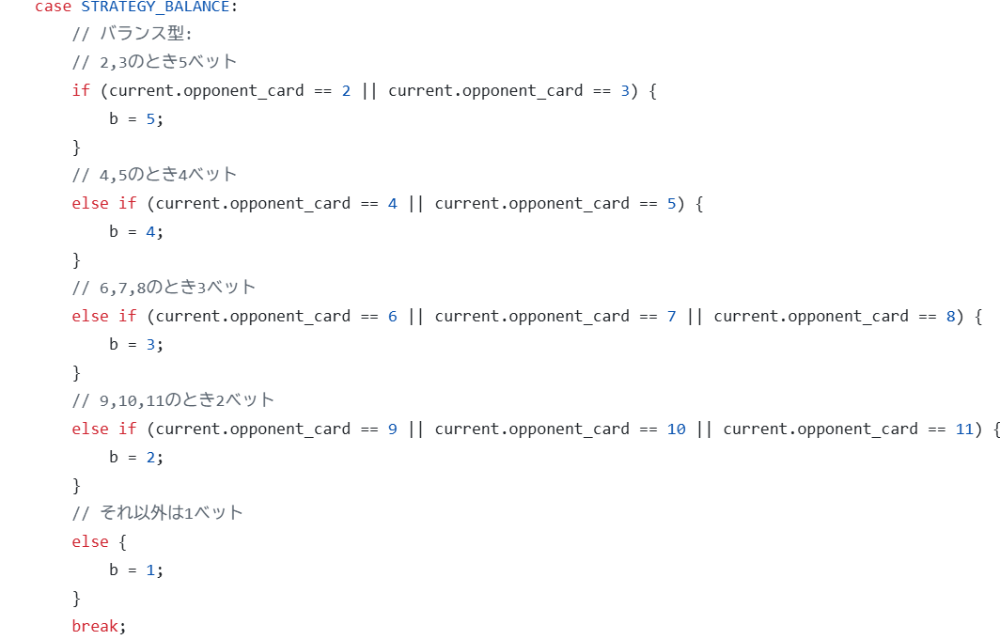 case STRATEGY_BALANCE:
// バランス型:
// 2,3のとき5ベット
if (current.opponent_card == 2 || current.opponent_card == 3) {
b = 5;
}
// 4,5のとき4ベット
else if (current.opponent_card == 4 || current.opponent_card == 5) {
b = 4;
}
// 6,7,8のとき3ベット
else if (current.opponent_card == 6 || current.opponent_card == 7 || current.opponent_card == 8) {
b = 3;
}
// 9,10,11のとき2ベット
else if (current.opponent_card == 9 || current.opponent_card == 10 || current.opponent_card == 11) {
b = 2;
}
// それ以外は1ベット
else {
b = 1;
}
break;